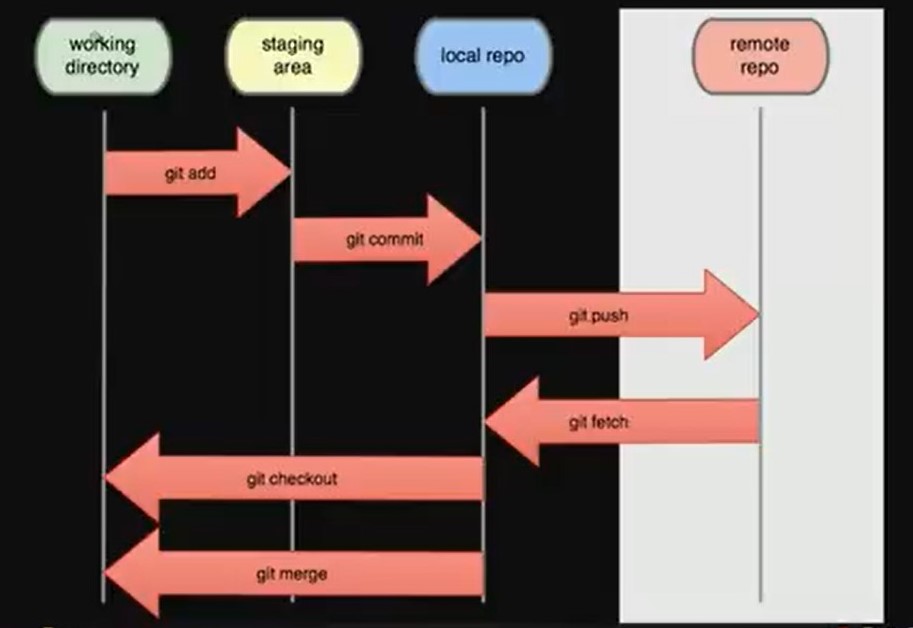 working
directory
staging
area
local repo
remote
repo
git add
git commit
git push
git fetch
git checkout
git merge